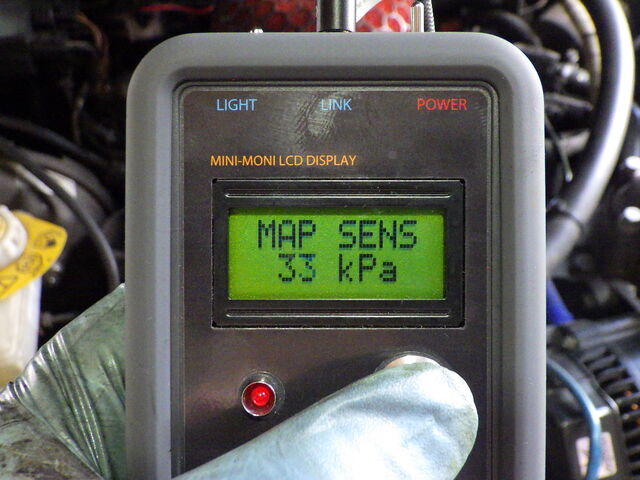 LIGHT LINK POWER
MINI-MONI LCD DISPLAY
MAP SENS
33 kPa